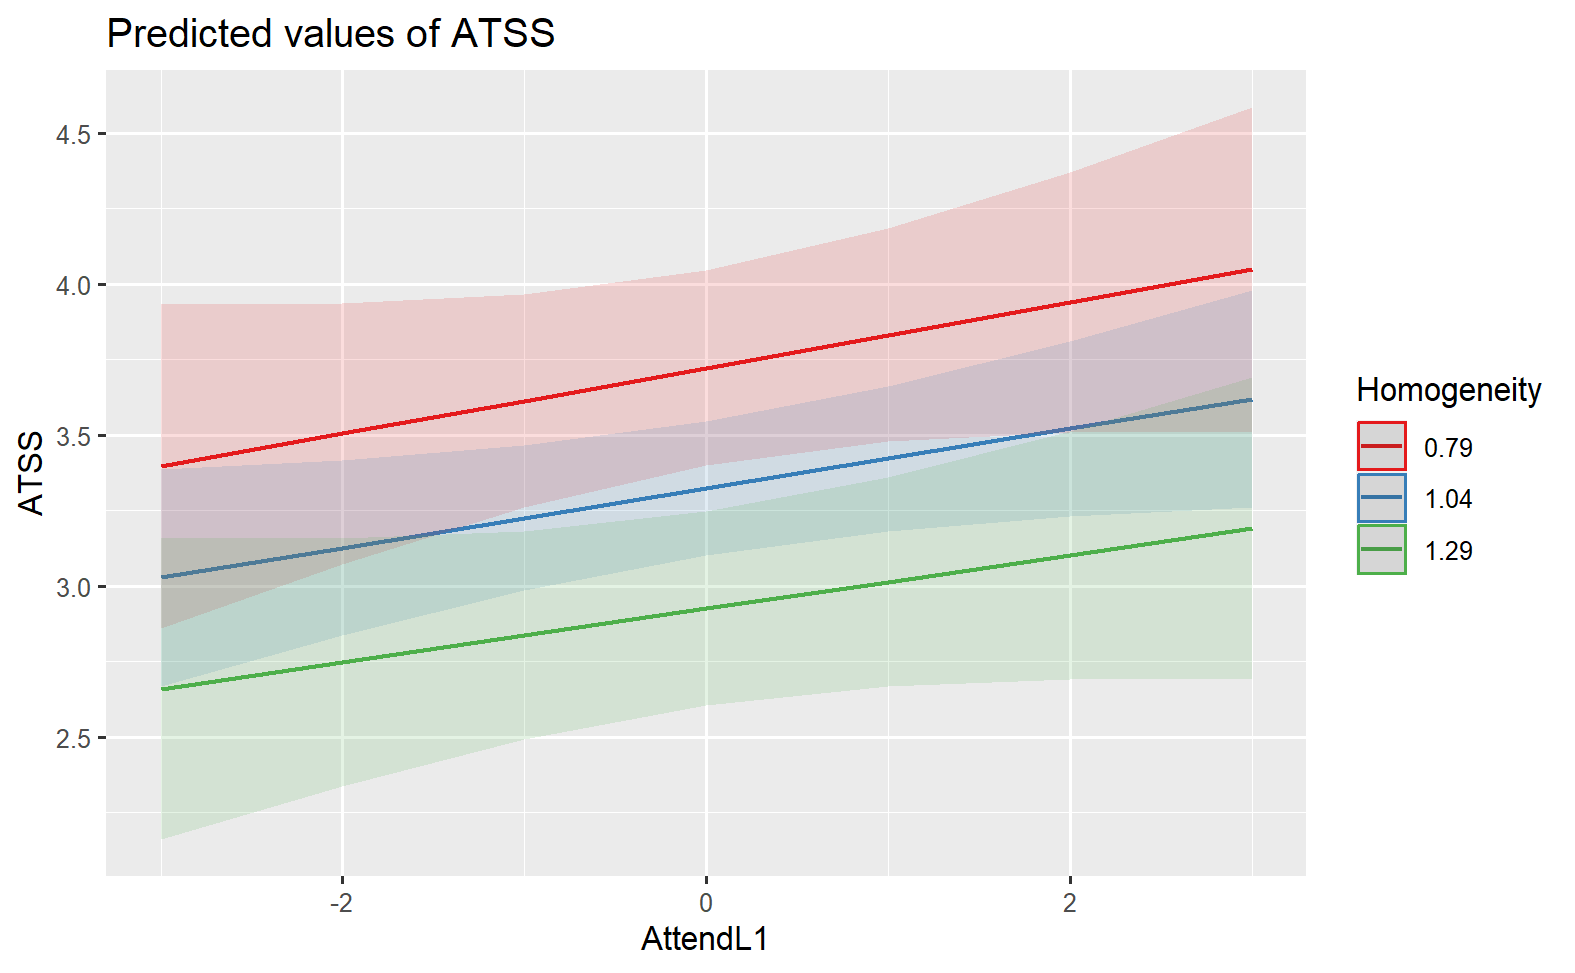 Predicted values of ATSS
4.5
4.0
3.5
3.0
2.5
ATSS
-2
0
2
AttendL1
Homogeneity
0.79
1.04
1.29